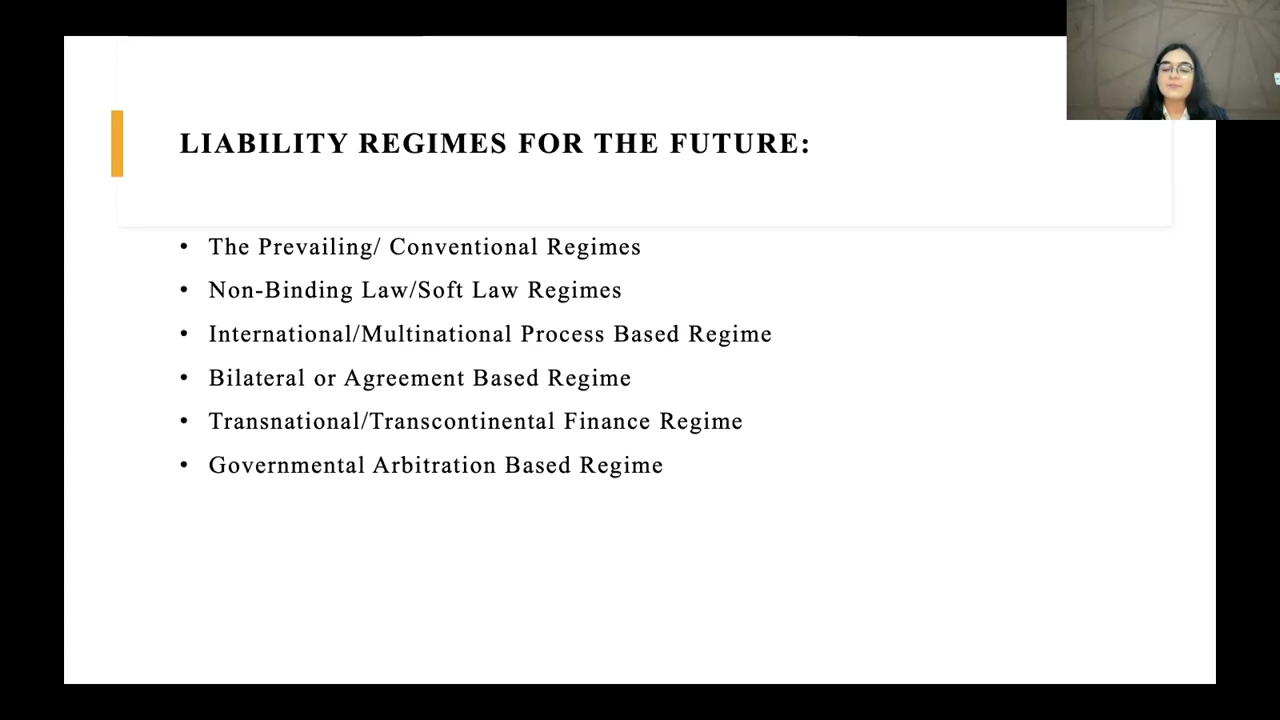 LIABILITY REGIMES FOR THE FUTURE:
• The Prevailing/ Conventional Regimes
• Non-Binding Law/Soft Law Regimes
• International/Multinational Process Based Regime
• Bilateral or Agreement Based Regime
• Transnational/Transcontinental Finance Regime
• Governmental Arbitration Based Regime